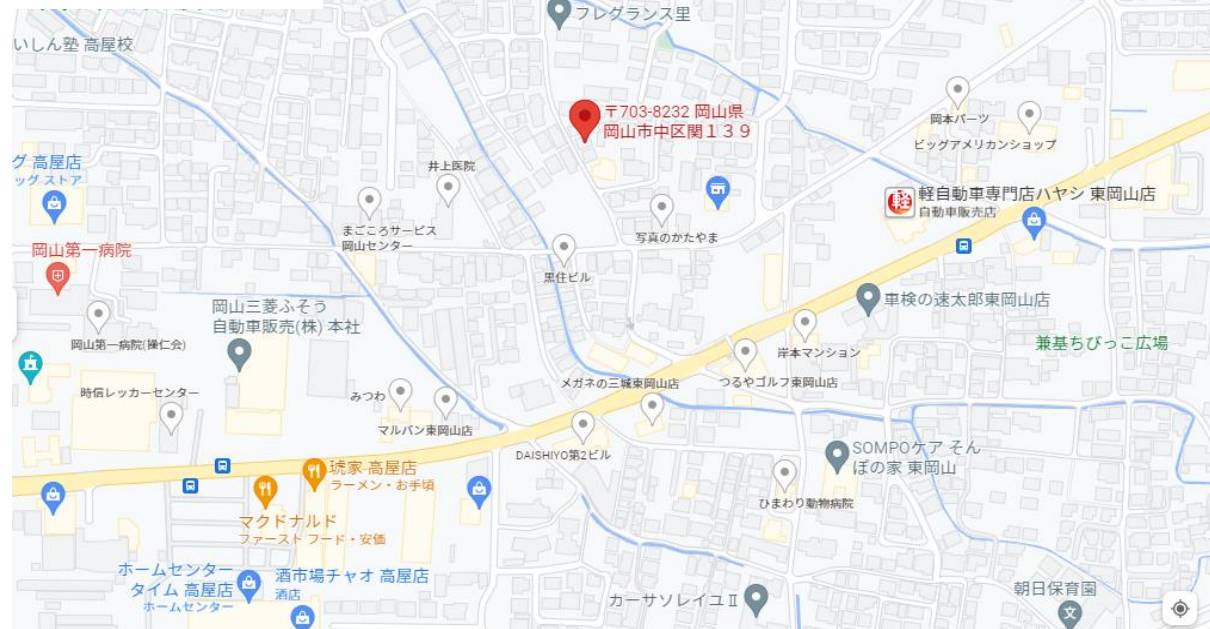 フレグランス里
いしん塾 高屋校
〒703-8232 岡山県
岡山市中区関139
岡本パーツ
ビッグアメリカンショップ
グ 高屋店
ッグ ストア
井上医院
軽
軽自動車専門店ハヤシ 東岡山店
自動車販売店
まごころサービス
岡山センター
写真のかたやま
岡山第一病院
黒住ビル
岡山三菱ふそう
自動車販売(株) 本社
車検の速太郎東岡山店
岡山第一病院(操仁会)
岸本マンション
兼基ちびっこ広場
時信レッカーセンター
みつわ
メガネの三城東岡山店
つるやゴルフ東岡山店
マルバン東岡山店
DAISHIYO第2ビル
SOMPOケア そん
ぽの家 東岡山
琥家 高屋店
ラーメン・お手頃
ひまわり動物病院
マクドナルド
ファースト フード・安価
ホームセンター
タイム 高屋店
ホームセンター
酒市場チャオ 高屋店
酒店
カーサソレイユⅡ
朝日保育園
文